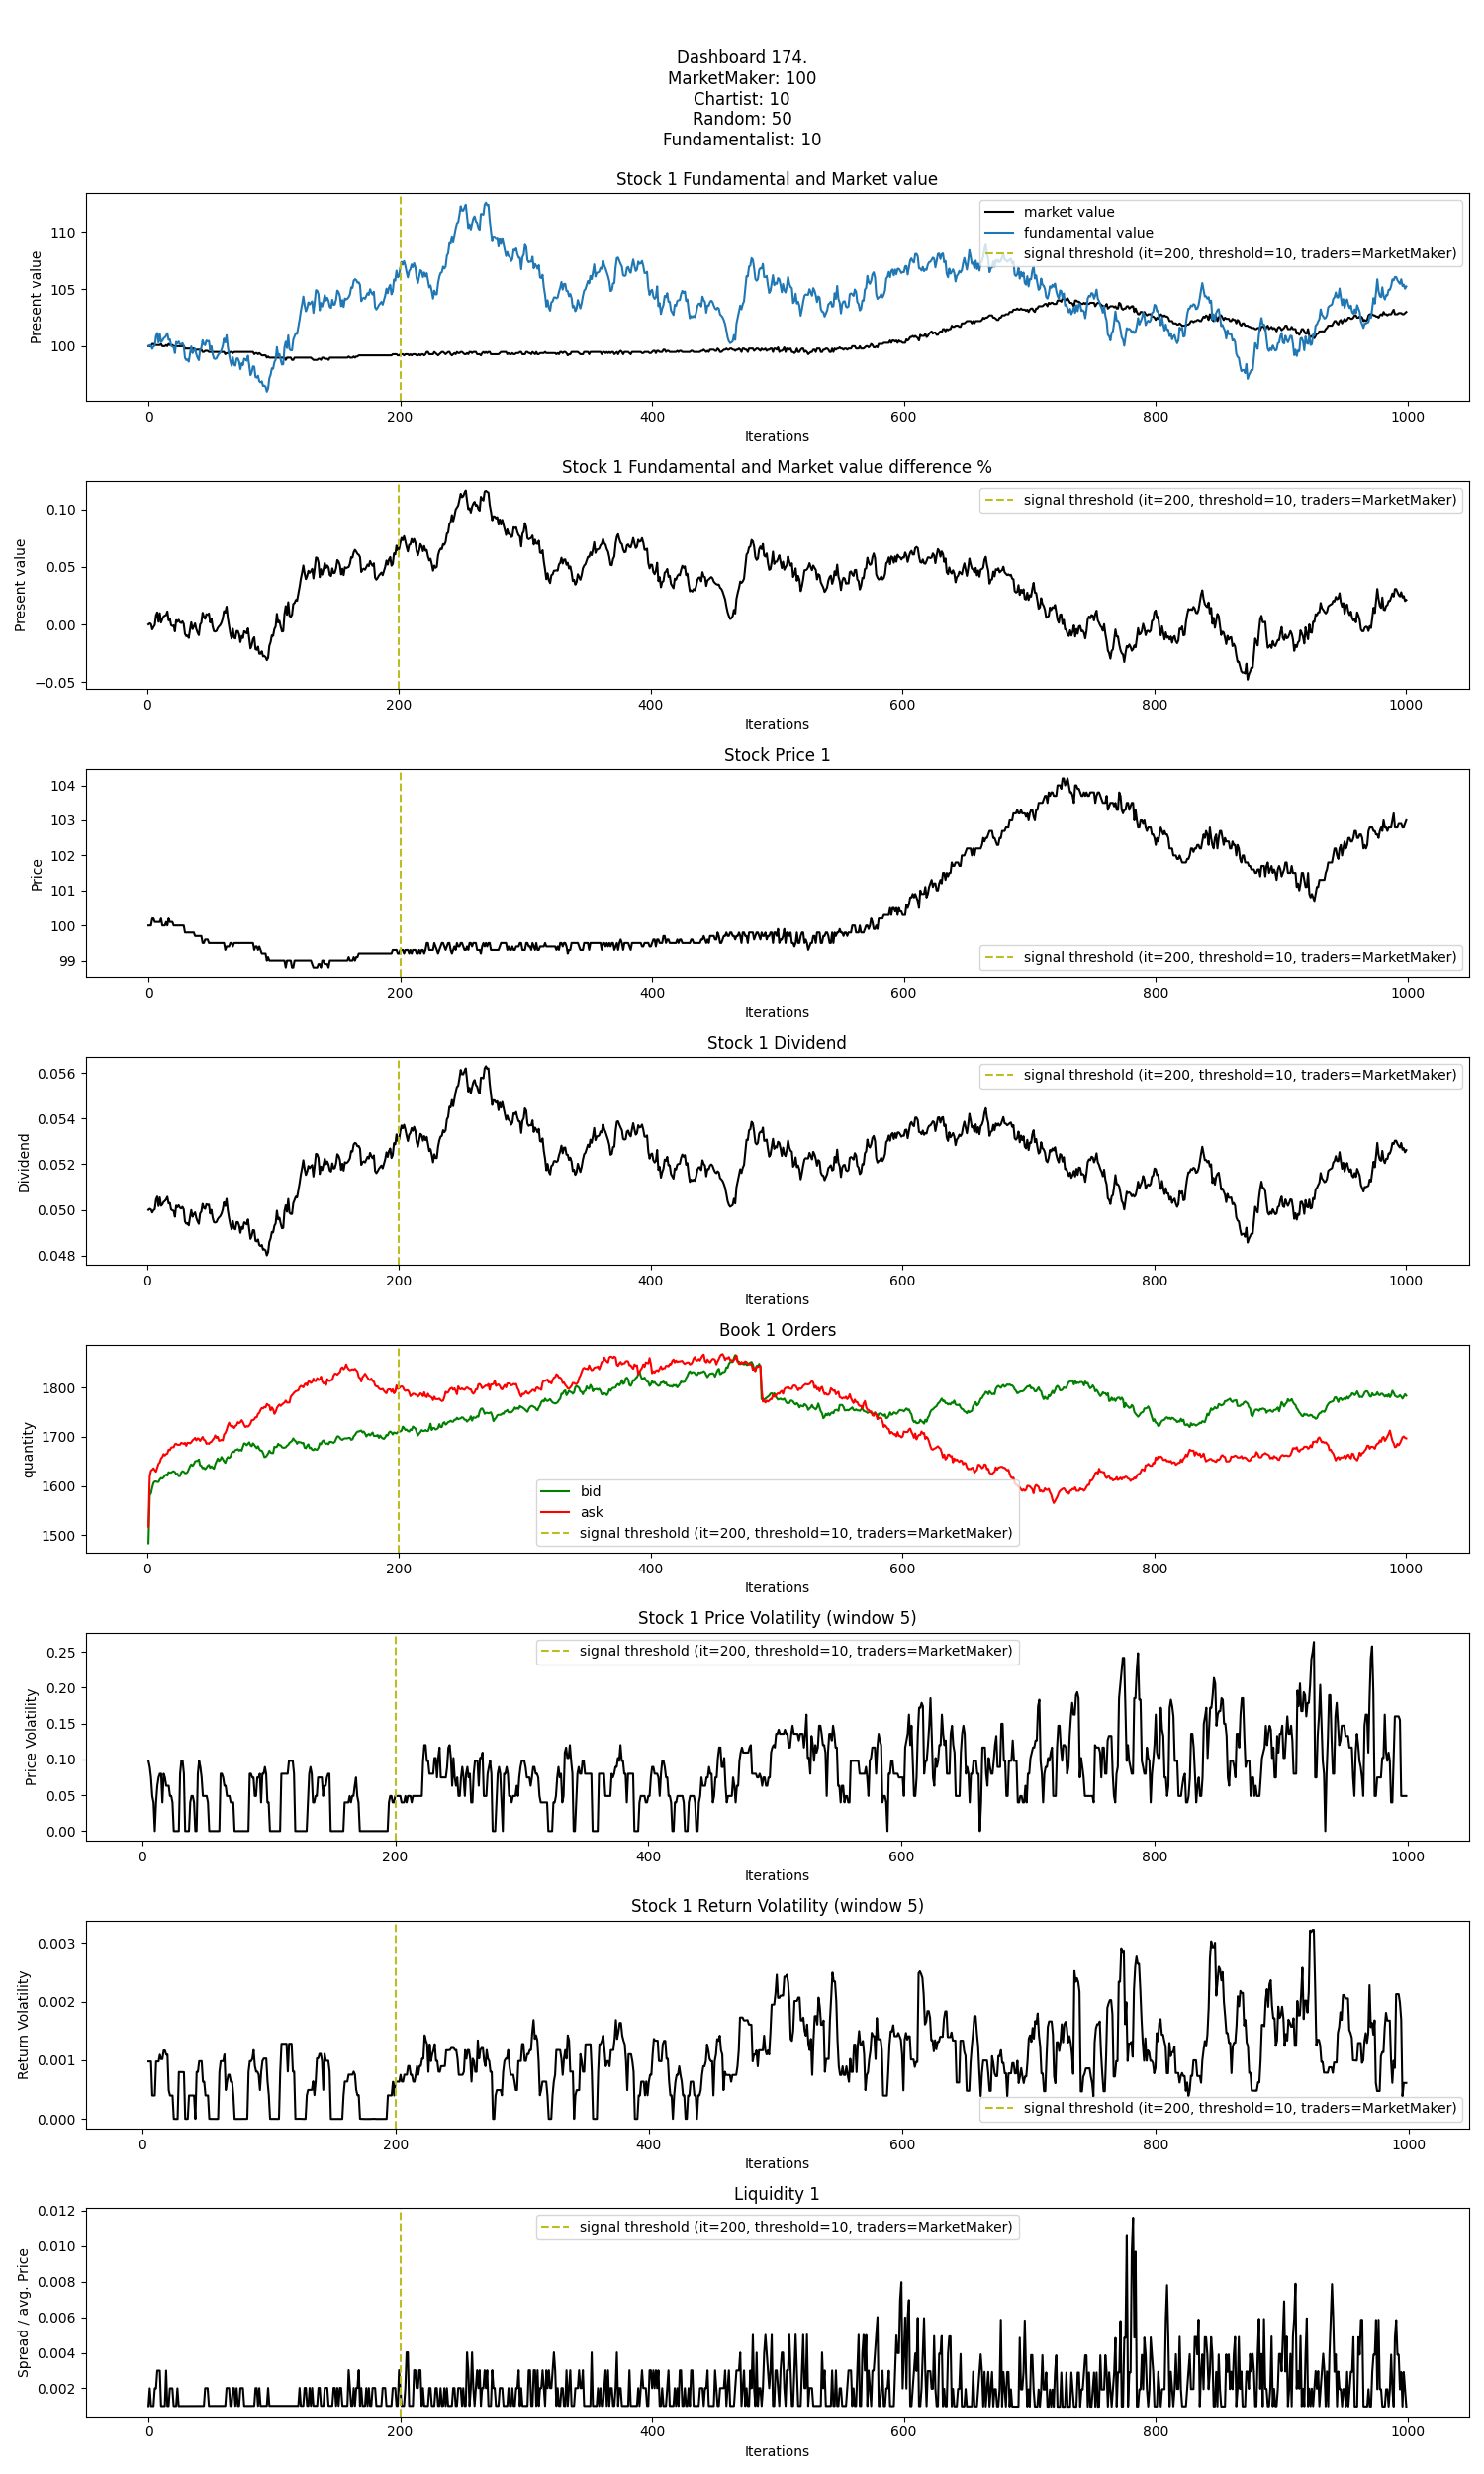 Dashboard 174.
MarketMaker: 100
Chartist: 10
Random: 50
Fundamentalist: 10
Stock 1 Fundamental and Market value
Present value
110
105
100
market value
fundamental value
signal threshold (it=200, threshold=10, traders=MarketMaker)
0 200 400 600 800 1000
Iterations
Stock 1 Fundamental and Market value difference %
Present value
0.10
0.05
0.00
−0.05
signal threshold (it=200, threshold=10, traders=MarketMaker)
0 200 400 600 800 1000
Iterations
Stock Price 1
Price
104
103
102
101
100
99
signal threshold (it=200, threshold=10, traders=MarketMaker)
0 200 400 600 800 1000
Iterations
Stock 1 Dividend
Dividend
0.056
0.054
0.052
0.050
0.048
signal threshold (it=200, threshold=10, traders=MarketMaker)
0 200 400 600 800 1000
Iterations
Book 1 Orders
quantity
1800
1700
1600
1500
bid
ask
signal threshold (it=200, threshold=10, traders=MarketMaker)
0 200 400 600 800 1000
Iterations
Stock 1 Price Volatility (window 5)
Price Volatility
0.25
0.20
0.15
0.10
0.05
0.00
signal threshold (it=200, threshold=10, traders=MarketMaker)
0 200 400 600 800 1000
Iterations
Stock 1 Return Volatility (window 5)
Return Volatility
0.003
0.002
0.001
0.000
signal threshold (it=200, threshold=10, traders=MarketMaker)
0 200 400 600 800 1000
Iterations
Liquidity 1
Spread / avg. Price
0.012
0.010
0.008
0.006
0.004
0.002
signal threshold (it=200, threshold=10, traders=MarketMaker)
0 200 400 600 800 1000
Iterations